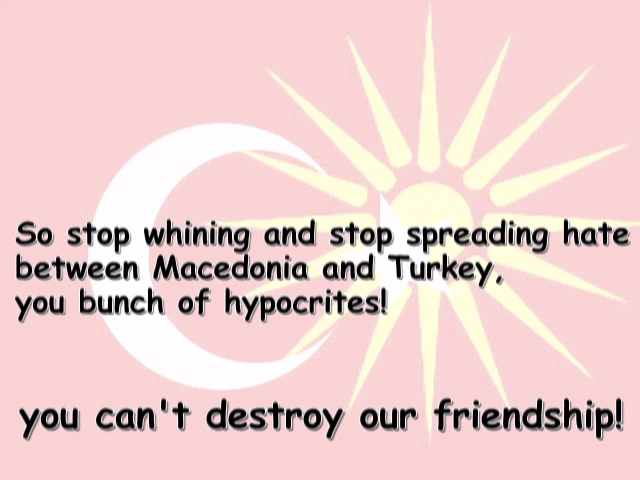 So stop whining and stop spreading hate
between Macedonia and Turkey,
you bunch of hypocrites!
you can't destroy our friendship!